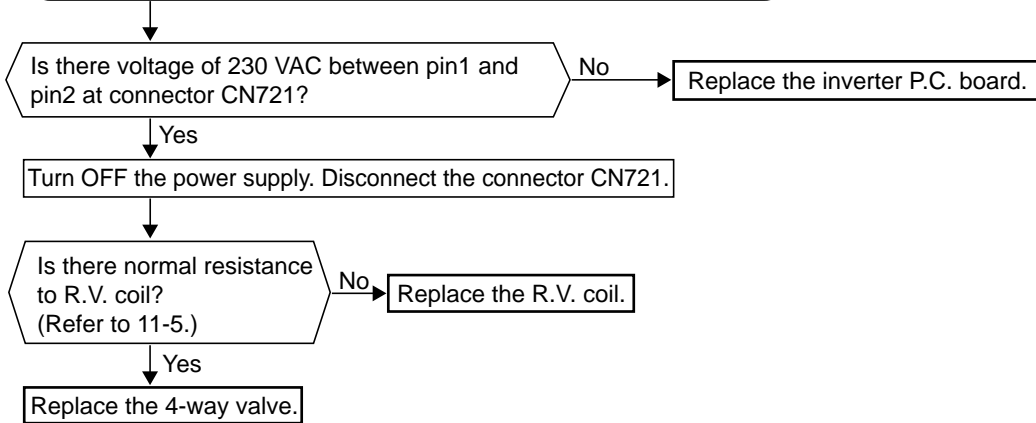 Is there voltage of 230 VAC between pin1 and
pin2 at connector CN721?
No
Replace the inverter P.C. board.
Yes
Turn OFF the power supply. Disconnect the connector CN721.
Is there normal resistance
to R.V. coil?
(Refer to 11-5.)
No
Replace the R.V. coil.
Yes
Replace the 4-way valve.